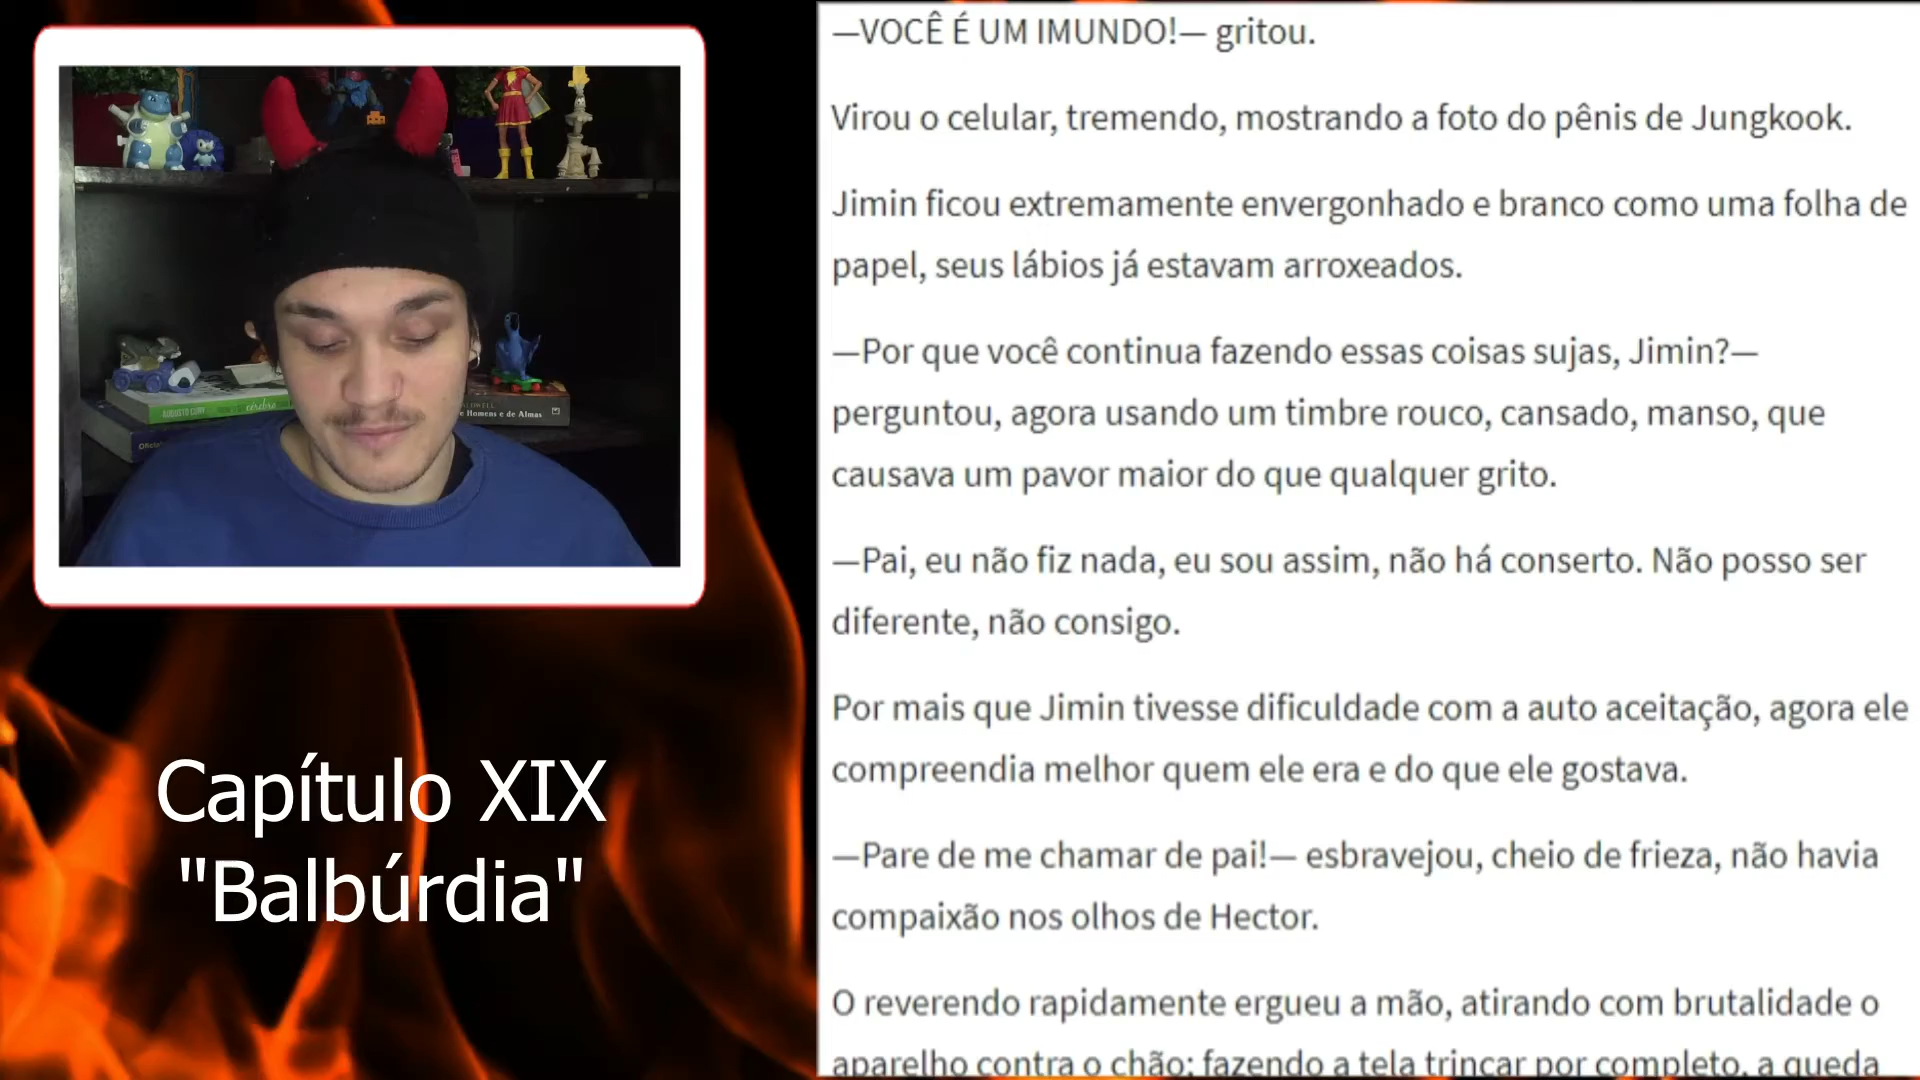 —VOCÊ É UM IMUNDO!— gritou.
Virou o celular, tremendo, mostrando a foto do pênis de Jungkook.
Jimin ficou extremamente envergonhado e branco como uma folha de
papel, seus lábios já estavam arroxeados.
—Por que você continua fazendo essas coisas sujas, Jimin?—
perguntou, agora usando um timbre rouco, cansado, manso, que
causava um pavor maior do que qualquer grito.
—Pai, eu não fiz nada, eu sou assim, não há conserto. Não posso ser
diferente, não consigo.
Por mais que Jimin tivesse dificuldade com a auto aceitação, agora ele
compreendia melhor quem ele era e do que ele gostava.
—Pare de me chamar de pai!— esbravejou, cheio de frieza, não havia
compaixão nos olhos de Hector.
O reverendo rapidamente ergueu a mão, atirando com brutalidade o
aparelho contra o chão; fazendo a tela trincar por completo, a queda
AUGUSTO CURY
cérebro
e Homens e de Almas
Capítulo XIX
"Balbúrdia"